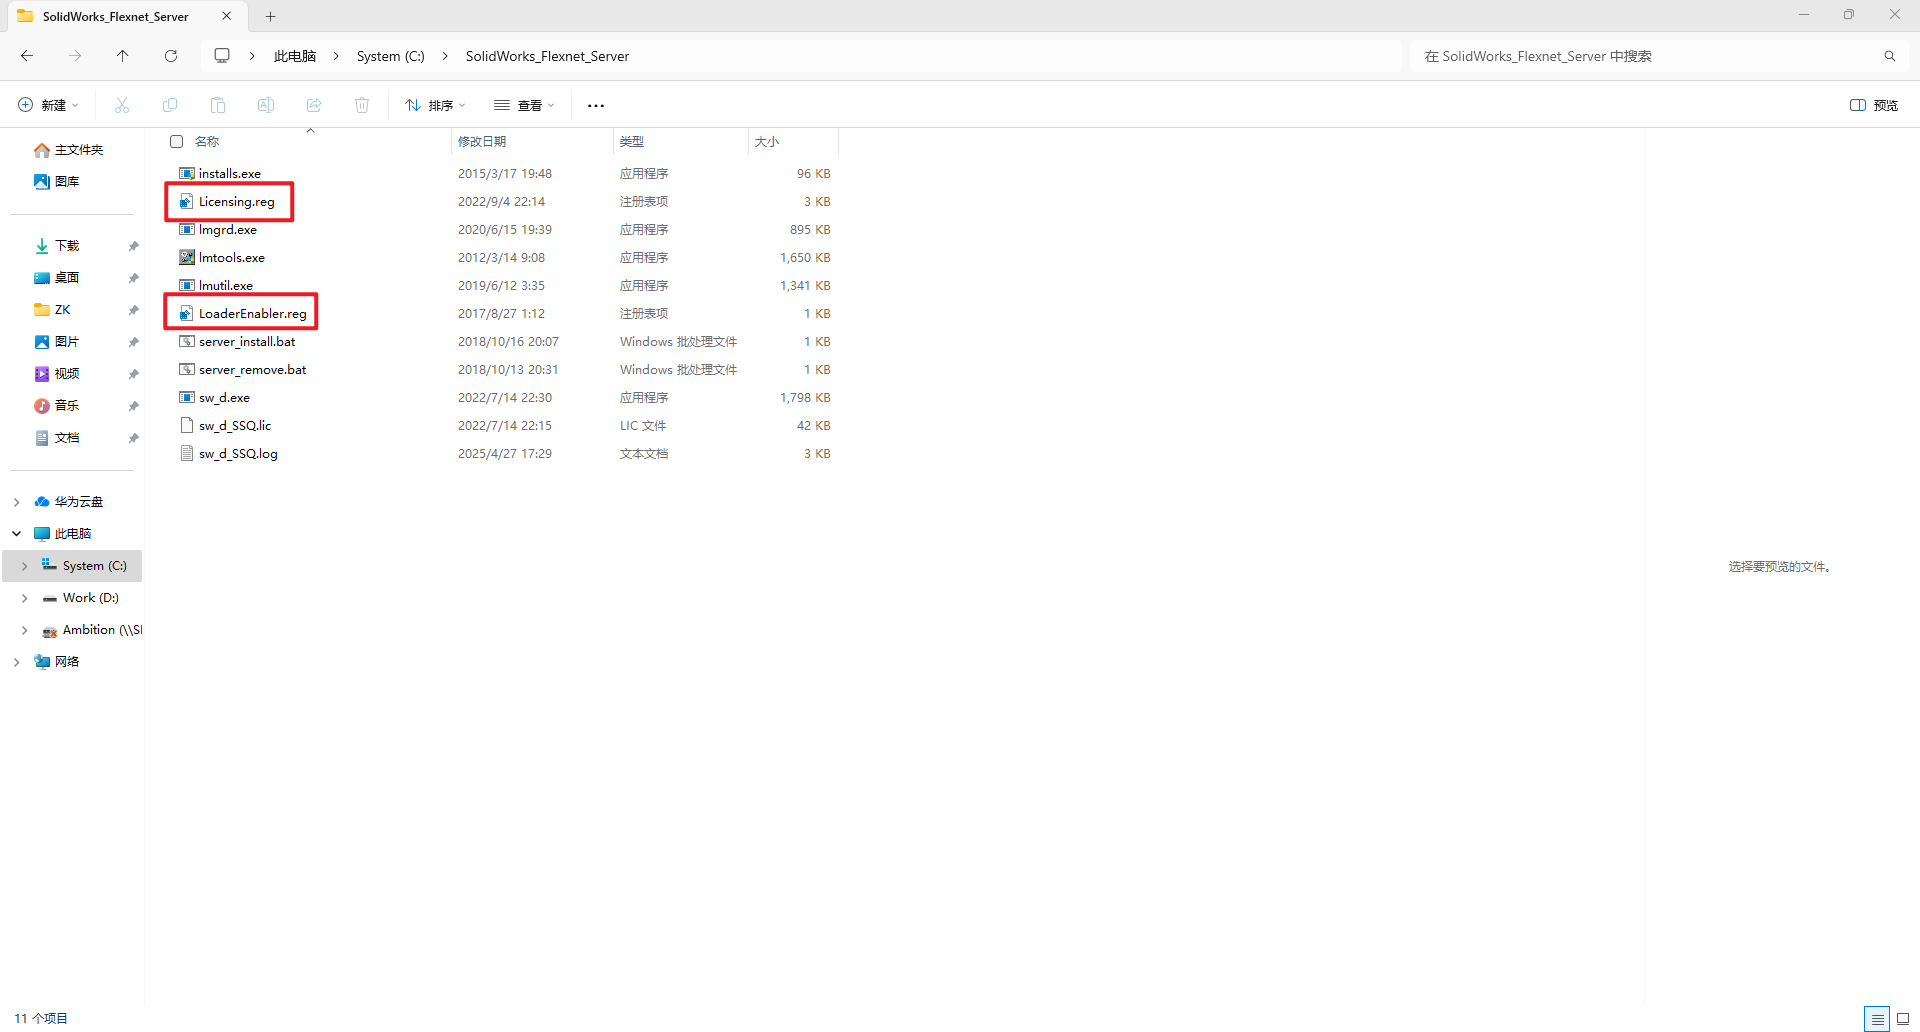 SolidWorks_Flexnet_Server
此电脑 System (C:) SolidWorks_Flexnet_Server 在 SolidWorks_Flexnet_Server 中搜索
新建 排序 查看 预览
主文件夹
图库
下载
桌面
ZK
图片
视频
音乐
文档
华为云盘
此电脑
System (C:)
Work (D:)
Ambition (\\SI
网络
名称 修改日期 类型 大小
installs.exe 2015/3/17 19:48 应用程序 96 KB
Licensing.reg 2022/9/4 22:14 注册表项 3 KB
lmgrd.exe 2020/6/15 19:39 应用程序 895 KB
lmtools.exe 2012/3/14 9:08 应用程序 1,650 KB
lmutil.exe 2019/6/12 3:35 应用程序 1,341 KB
LoaderEnabler.reg 2017/8/27 1:12 注册表项 1 KB
server_install.bat 2018/10/16 20:07 Windows 批处理文件 1 KB
server_remove.bat 2018/10/13 20:31 Windows 批处理文件 1 KB
sw_d.exe 2022/7/14 22:30 应用程序 1,798 KB
sw_d_SSQ.lic 2022/7/14 22:15 LIC 文件 42 KB
sw_d_SSQ.log 2025/4/27 17:29 文本文档 3 KB
选择要预览的文件。
11 个项目